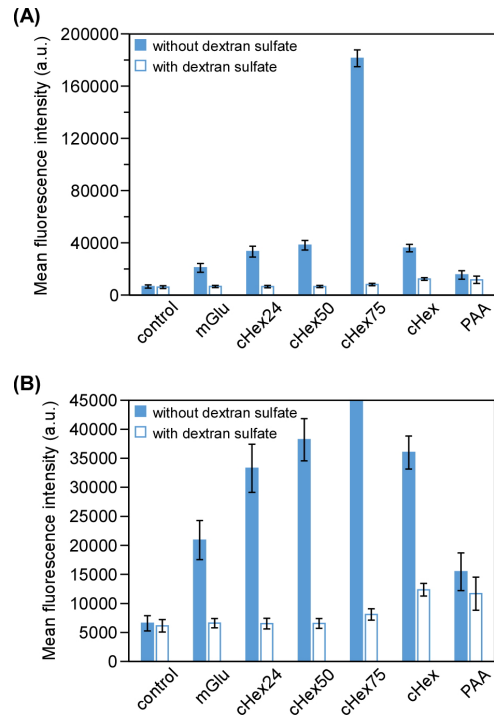 (A)
Mean fluorescence intensity (a.u.)
200000
160000
120000
80000
40000
0
without dextran sulfate
with dextran sulfate
control
mGlu
cHex24
cHex50
cHex75
cHex
PAA
(B)
Mean fluorescence intensity (a.u.)
45000
40000
35000
30000
25000
20000
15000
10000
5000
0
without dextran sulfate
with dextran sulfate
control
mGlu
cHex24
cHex50
cHex75
cHex
PAA